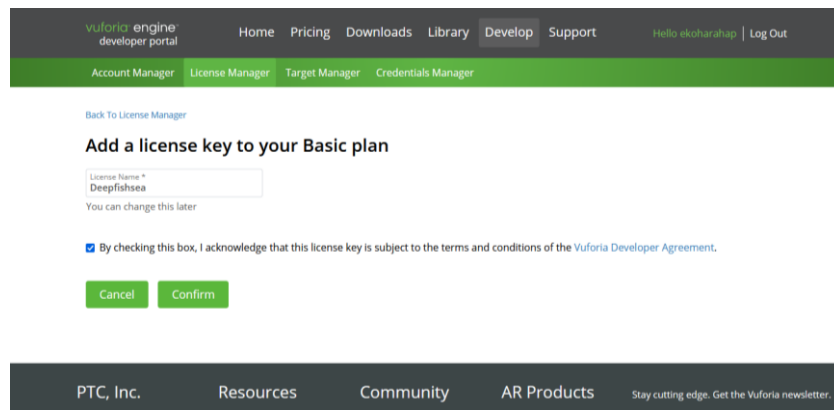 vuforia engine
developer portal
Home Pricing Downloads Library Develop Support
Hello ekoharahap | Log Out
Account Manager License Manager Target Manager Credentials Manager
Back To License Manager
Add a license key to your Basic plan
License Name *
Deepfishsea
You can change this later
By checking this box, I acknowledge that this license key is subject to the terms and conditions of the Vuforia Developer Agreement.
Cancel Confirm
PTC, Inc. Resources Community AR Products Stay cutting edge. Get the Vuforia newsletter.